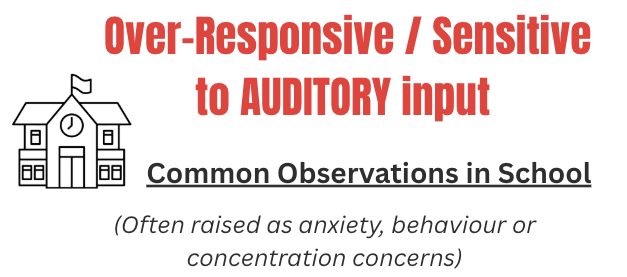 Over-Responsive / Sensitive
to AUDITORY input
Common Observations in School
(Often raised as anxiety, behaviour or
concentration concerns)